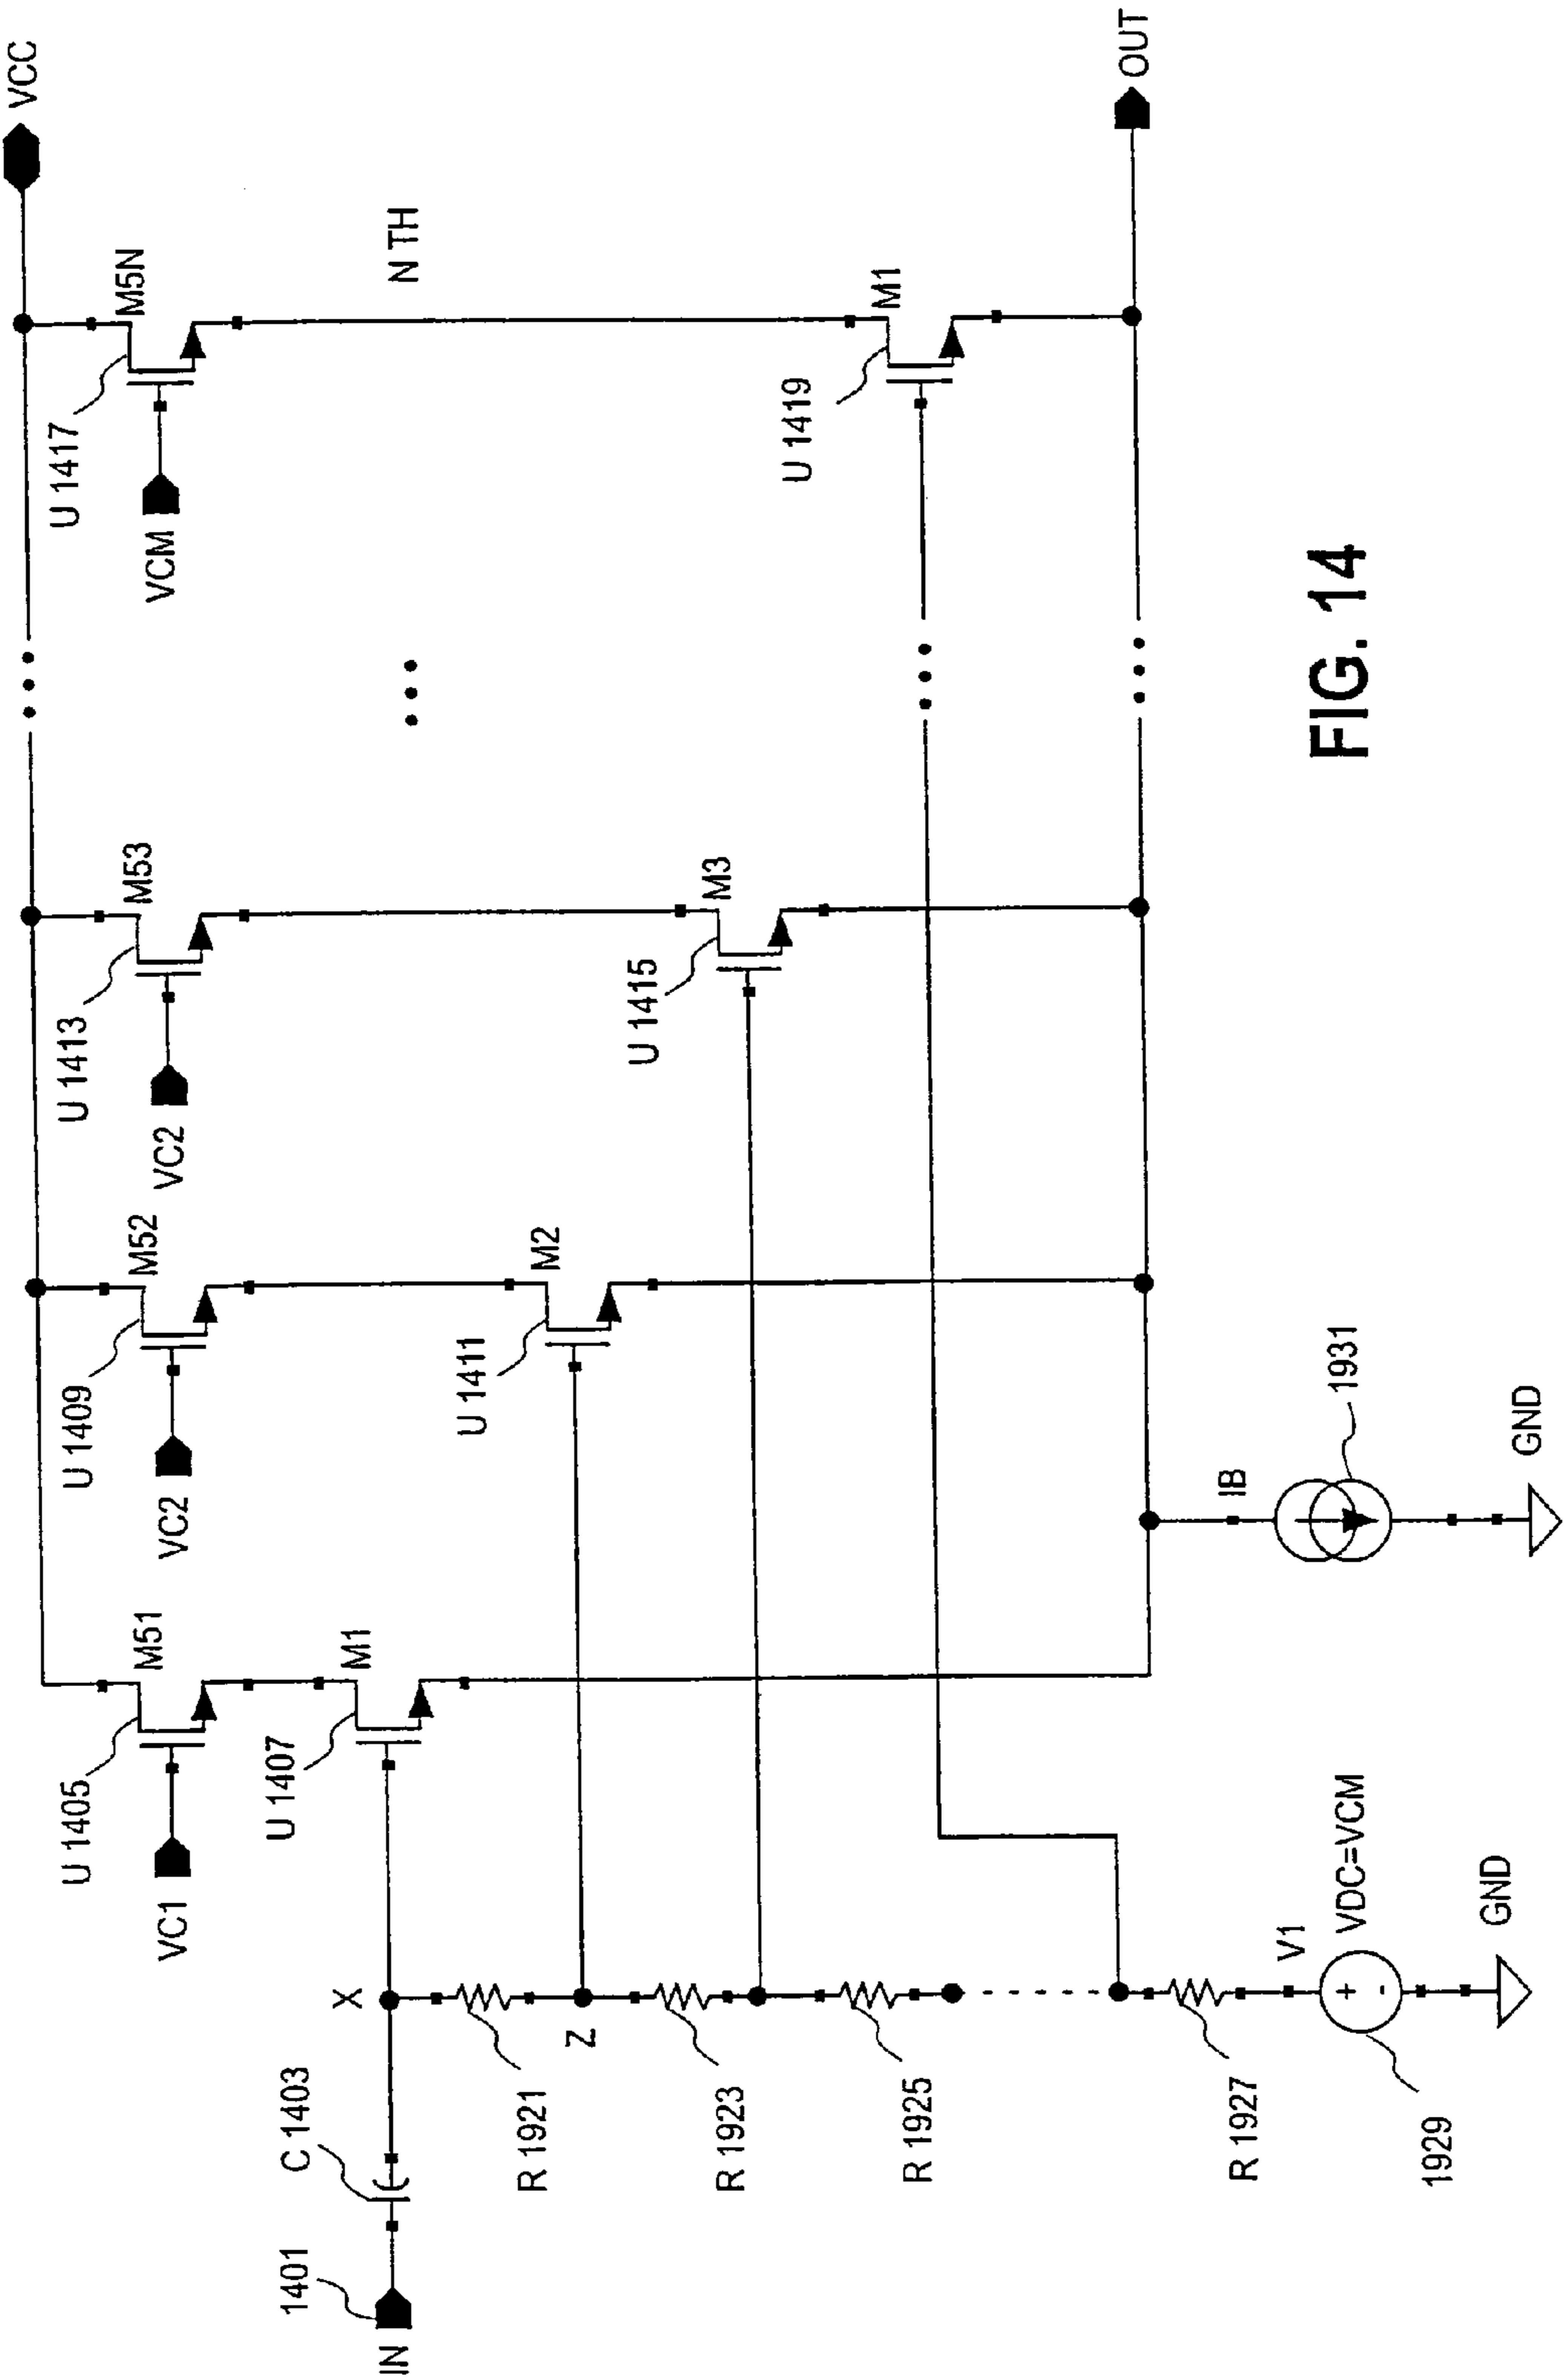 VCC
M51
M52
M53
M5N
U 1405
U 1409
U 1413
U 1417
VC1
VC2
VC2
VCM
N TH
1401
IN
C 1403
X
U 1407
M1
R 1921
Z
U 1411
M2
R 1923
U 1415
M3
R 1925
U 1419
M1
OUT
R 1927
V1
VDC=VCM
1929
GND
IB
1931
GND
FIG. 14